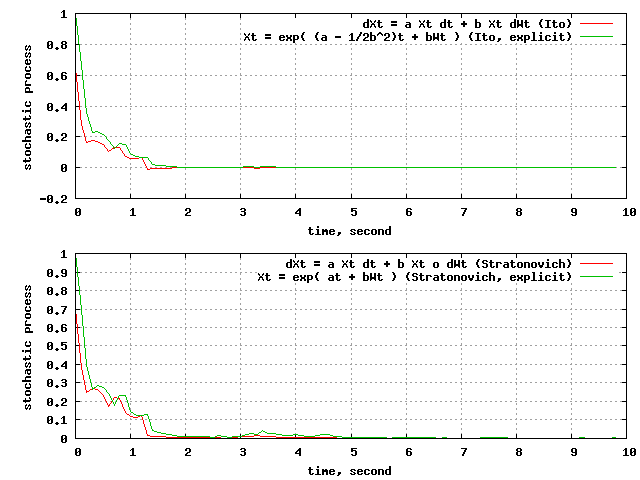 dXt = a Xt dt + b Xt dWt (Ito)
Xt = exp( (a - 1/2b^2)t + bWt ) (Ito, explicit)
stochastic process
1
0.8
0.6
0.4
0.2
0
-0.2
0 1 2 3 4 5 6 7 8 9 10
time, second
dXt = a Xt dt + b Xt o dWt (Stratonovich)
Xt = exp( at + bWt ) (Stratonovich, explicit)
stochastic process
1
0.9
0.8
0.7
0.6
0.5
0.4
0.3
0.2
0.1
0
0 1 2 3 4 5 6 7 8 9 10
time, second